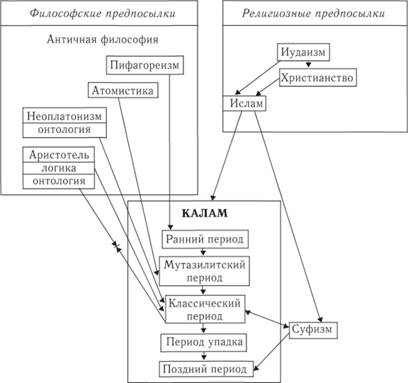 Философские предпосылки
Античная философия
Пифагореизм
Атомистика
Неоплатонизм
онтология
Аристотель
логика
онтология
Религиозные предпосылки
Иудаизм
Христианство
Ислам
КАЛАМ
Ранний период
Мутазилитский
период
Классический
период
Период упадка
Поздний период
Суфизм